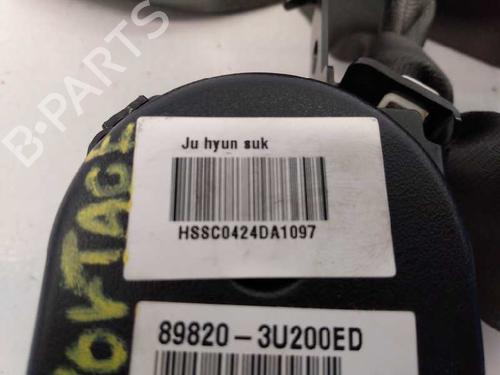 B-PARTS
Ju hyun suk
HSSC0424DA1097
89820-3U200ED